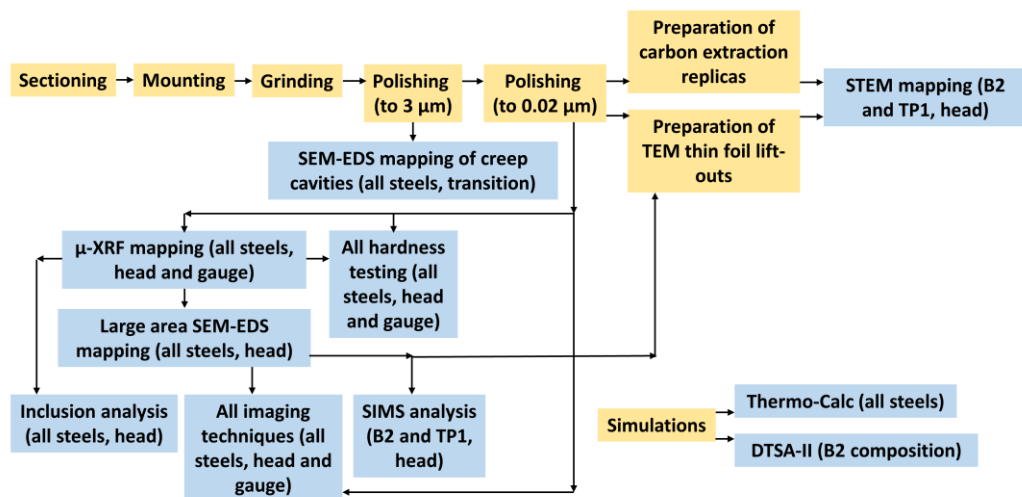 Sectioning
Mounting
Grinding
Polishing
(to 3 μm)
Polishing
(to 0.02 μm)
Preparation of
carbon extraction
replicas
Preparation of
TEM thin foil lift-
outs
STEM mapping (B2
and TP1, head)
SEM-EDS mapping of creep
cavities (all steels, transition)
μ-XRF mapping (all steels,
head and gauge)
All hardness
testing (all
steels, head
and gauge)
Large area SEM-EDS
mapping (all steels, head)
Inclusion analysis
(all steels, head)
All imaging
techniques (all
steels, head and
gauge)
SIMS analysis
(B2 and TP1,
head)
Simulations
Thermo-Calc (all steels)
DTSA-II (B2 composition)